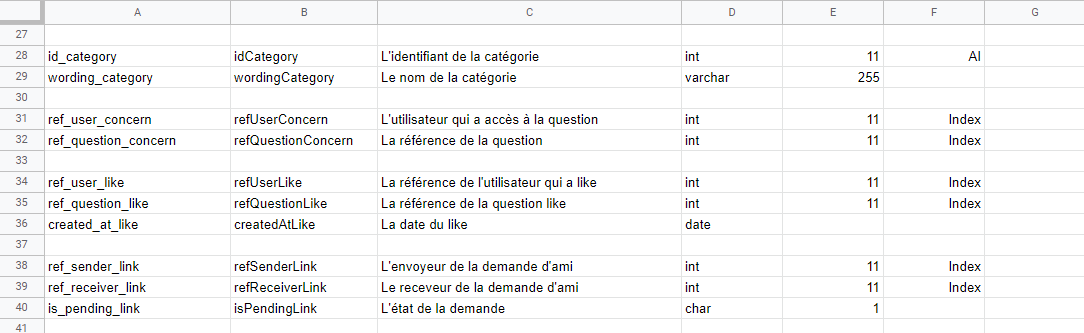 A B C D E F G
27
28 id_category idCategory L'identifiant de la catégorie int 11 AI
29 wording_category wordingCategory Le nom de la catégorie varchar 255
30
31 ref_user_concern refUserConcern L'utilisateur qui a accès à la question int 11 Index
32 ref_question_concern refQuestionConcern La référence de la question int 11 Index
33
34 ref_user_like refUserLike La référence de l'utilisateur qui a like int 11 Index
35 ref_question_like refQuestionLike La référence de la question like int 11 Index
36 created_at_like createdAtLike La date du like date
37
38 ref_sender_link refSenderLink L'envoyeur de la demande d'ami int 11 Index
39 ref_receiver_link refReceiverLink Le receveur de la demande d'ami int 11 Index
40 is_pending_link isPendingLink L'état de la demande char 1
41